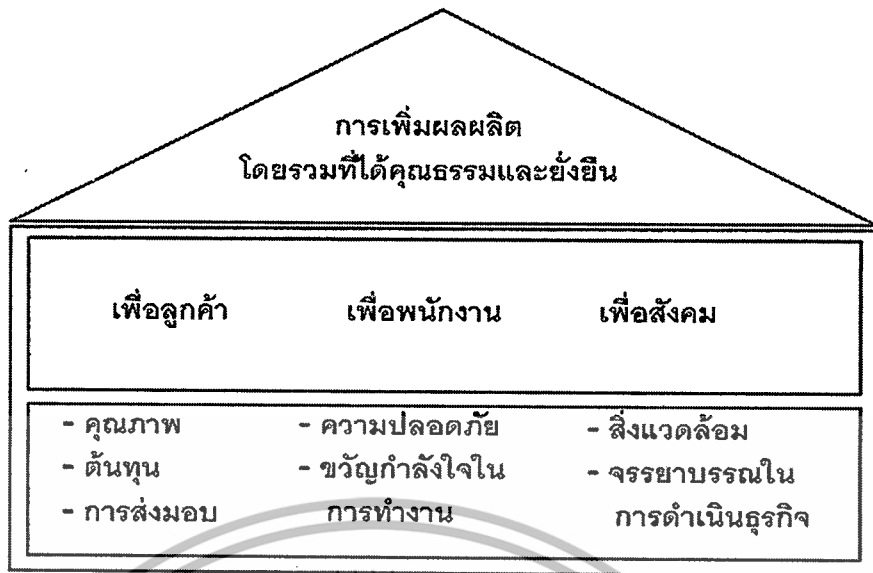 การเพิ่มผลผลิต
โดยรวมที่ได้คุณธรรมและยั่งยืน
เพื่อลูกค้า
เพื่อพนักงาน
เพื่อสังคม
- คุณภาพ
- ต้นทุน
- การส่งมอบ
- ความปลอดภัย
- ขวัญกำลังใจใน
การทำงาน
- สิ่งแวดล้อม
- จรรยาบรรณใน
การดำเนินธุรกิจ